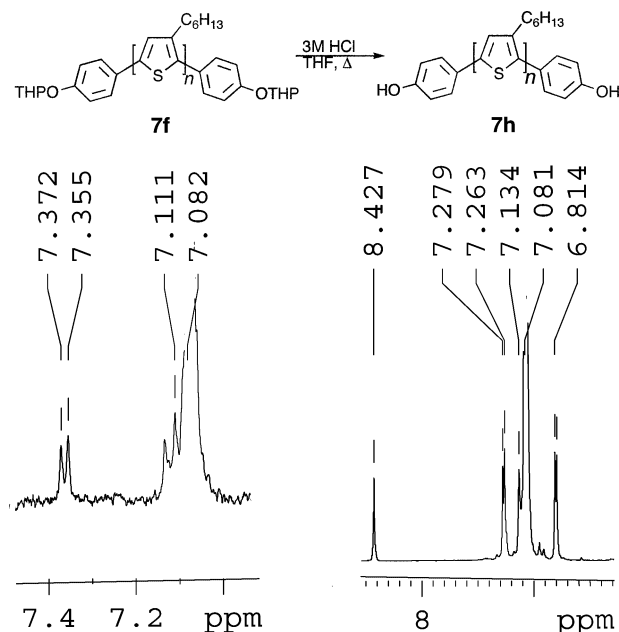 C6H13
C6H13
3M HCl
THF, Δ
[ ]n
[ ]n
S
S
THPO
OTHP
HO
OH
7f
7h
7.372
7.355
7.111
7.082
8.427
7.279
7.263
7.134
7.081
6.814
7.4 7.2 ppm
8 ppm